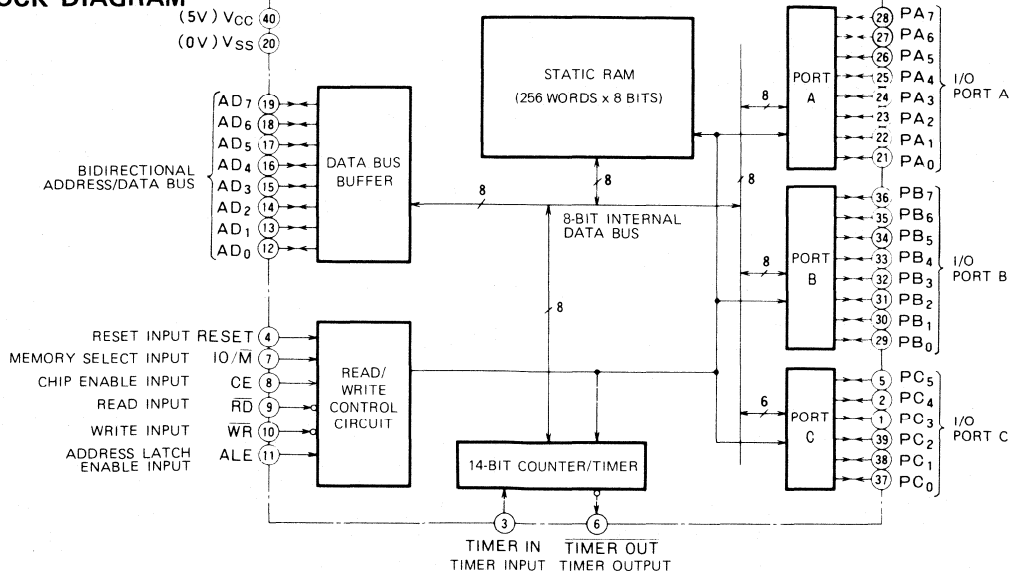 BLOCK DIAGRAM
(5V) VCC 40
(0V) VSS 20
AD7 19
AD6 18
AD5 17
AD4 16
AD3 15
AD2 14
AD1 13
AD0 12
BIDIRECTIONAL
ADDRESS/DATA BUS
DATA BUS
BUFFER
8
STATIC RAM
(256 WORDS x 8 BITS)
8
8-BIT INTERNAL
DATA BUS
8
8
8
8
6
PORT
A
28 PA7
27 PA6
26 PA5
25 PA4
24 PA3
23 PA2
22 PA1
21 PA0
I/O
PORT A
PORT
B
36 PB7
35 PB6
34 PB5
33 PB4
32 PB3
31 PB2
30 PB1
29 PB0
I/O
PORT B
PORT
C
5 PC5
2 PC4
1 PC3
39 PC2
38 PC1
37 PC0
I/O
PORT C
RESET INPUT RESET 4
MEMORY SELECT INPUT IO/M̅ 7
CHIP ENABLE INPUT CE 8
READ INPUT R̅D̅ 9
WRITE INPUT W̅R̅ 10
ADDRESS LATCH
ENABLE INPUT ALE 11
READ/
WRITE
CONTROL
CIRCUIT
14-BIT COUNTER/TIMER
3
6
TIMER IN
TIMER INPUT
T̅I̅M̅E̅R̅ O̅U̅T̅
TIMER OUTPUT